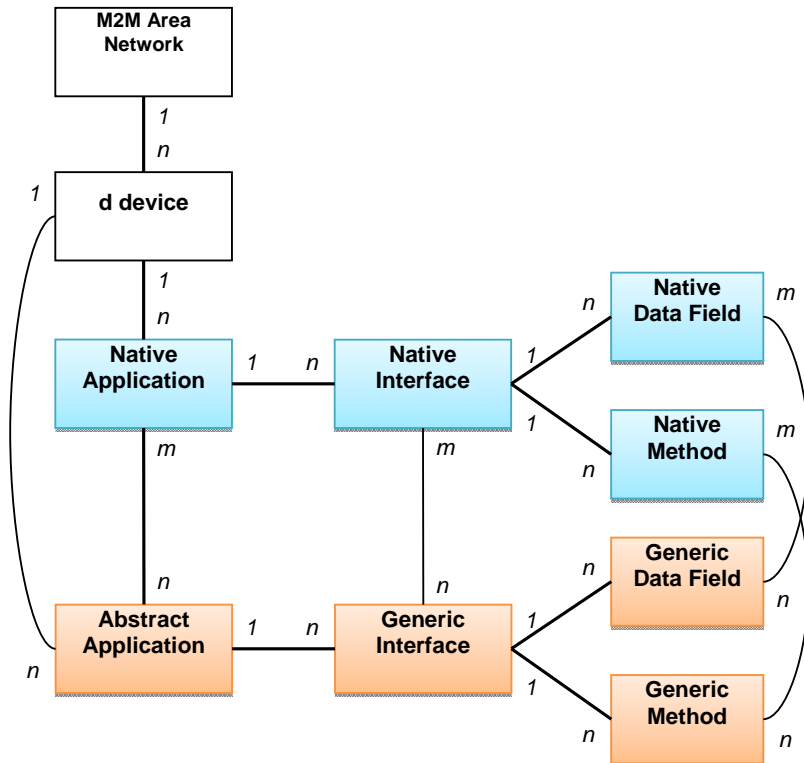 M2M Area
Network
1
n
1
d device
1
n
Native
Application
1
n
Native
Interface
1
n
Native
Data Field
m
1
n
Native
Method
m
m
m
n
n
Abstract
Application
n
1
n
Generic
Interface
1
n
Generic
Data Field
n
1
n
Generic
Method
n